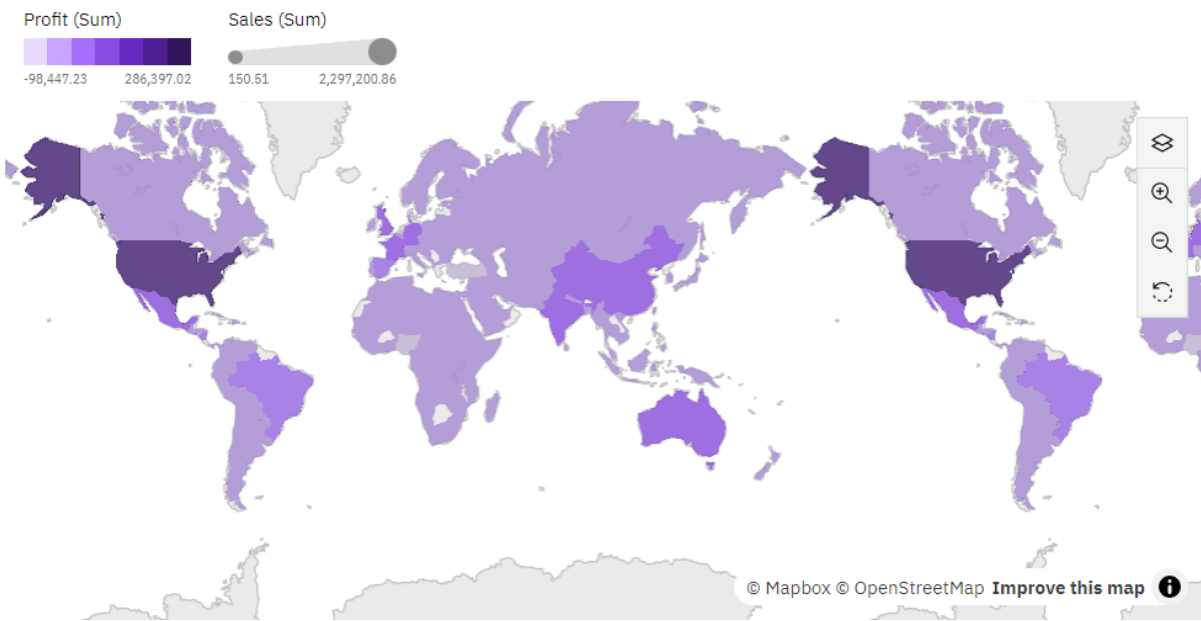 Profit (Sum)
Sales (Sum)
-98,447.23
286,397.02
150.51
2,297,200.86
© Mapbox © OpenStreetMap Improve this map